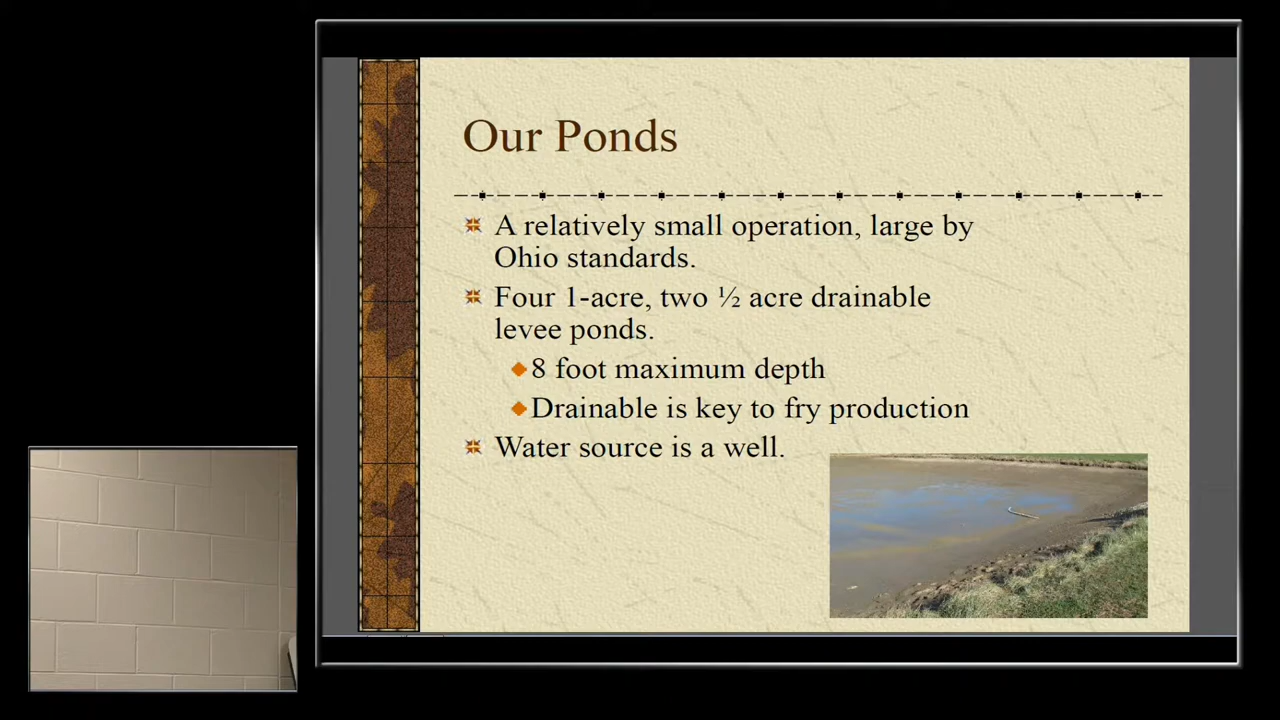 Our Ponds
A relatively small operation, large by
Ohio standards.
Four 1-acre, two ½ acre drainable
levee ponds.
8 foot maximum depth
Drainable is key to fry production
Water source is a well.